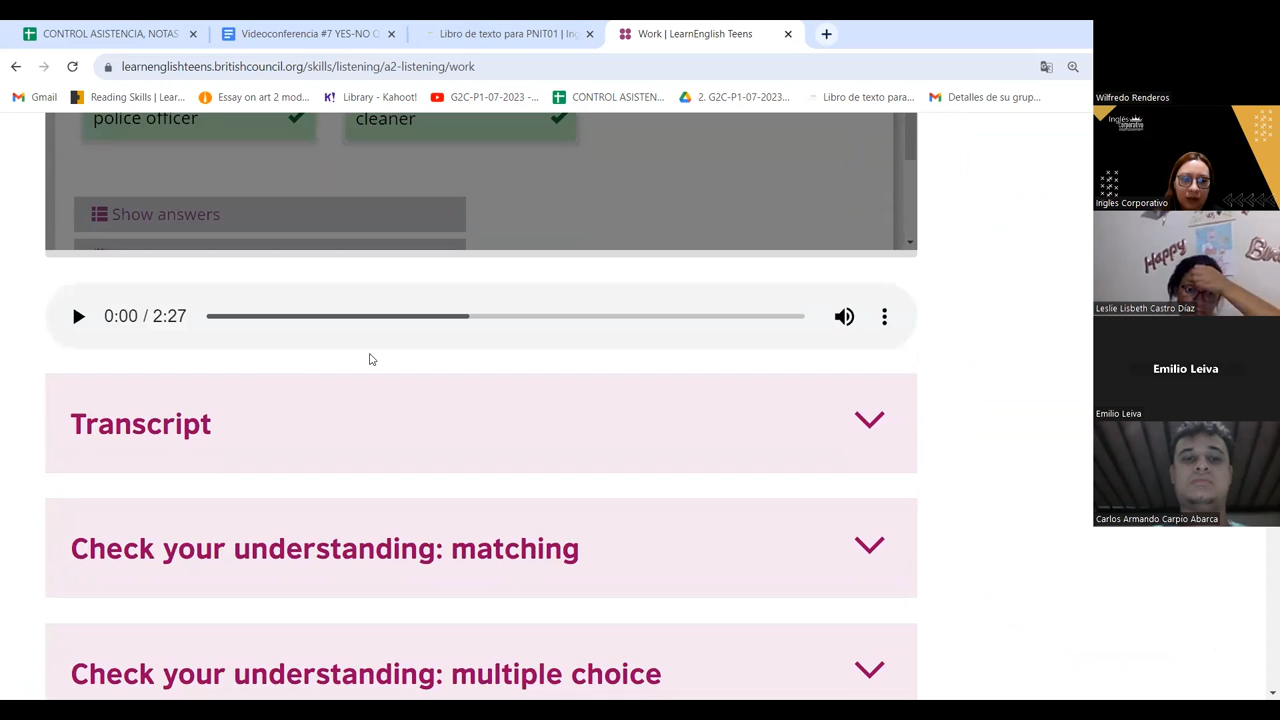 CONTROL ASISTENCIA, NOTAS
Videoconferencia #7 YES-NO Q
Libro de texto para PNIT01 | Ing
Work | LearnEnglish Teens
learnenglishteens.britishcouncil.org/skills/listening/a2-listening/work
Gmail
Reading Skills | Lear...
Essay on art 2 mod...
Library - Kahoot!
G2C-P1-07-2023 -...
CONTROL ASISTEN...
2. G2C-P1-07-2023...
Libro de texto para...
Detalles de su grup...
police officer
cleaner
Show answers
0:00 / 2:27
Transcript
Check your understanding: matching
Check your understanding: multiple choice
Wilfredo Renderos
Inglés
Corporativo
Ingles Corporativo
Happy
Leslie Lisbeth Castro Díaz
Emilio Leiva
Emilio Leiva
Carlos Armando Carpio Abarca